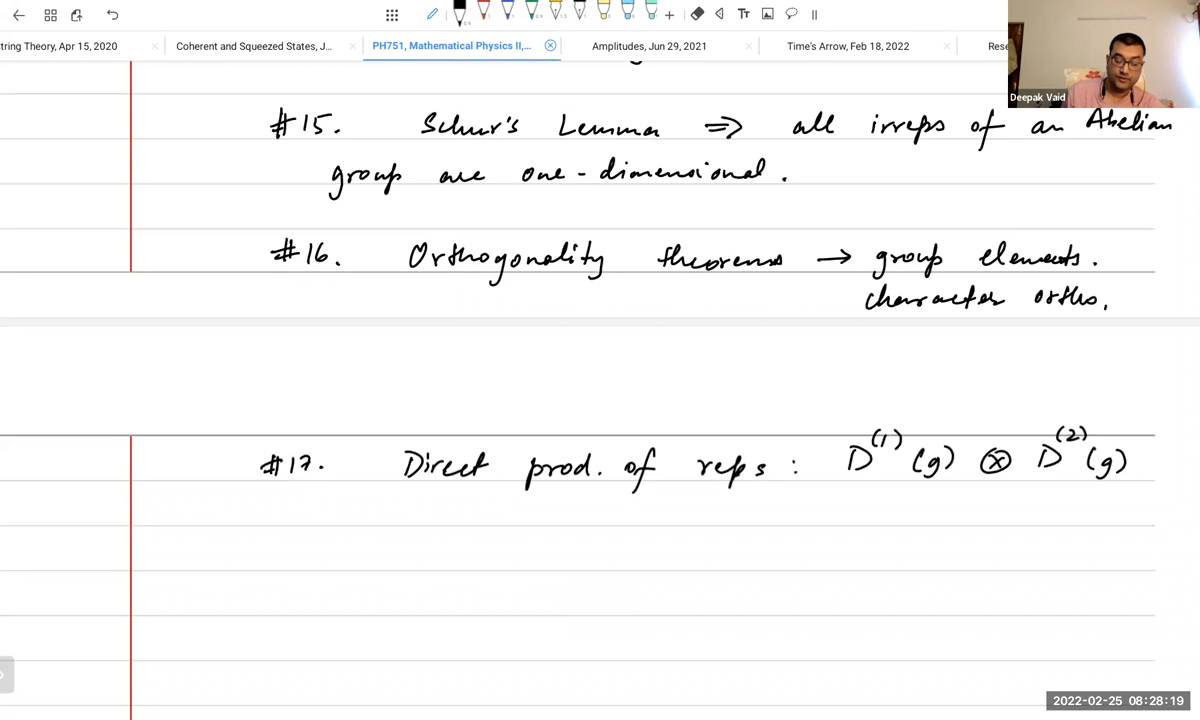 tring Theory, Apr 15, 2020
Coherent and Squeezed States, J...
PH751, Mathematical Physics II,...
Amplitudes, Jun 29, 2021
Time's Arrow, Feb 18, 2022
Rese
Deepak Vaid
#15. Schur's Lemma ⇒ all irreps of an Abelian
group are one-dimensional.
#16. Orthogonality theorems → group elements.
character ortho.
#17. Direct prod. of reps : D^(1)(g) ⊗ D^(2)(g)
2022-02-25 08:28:19